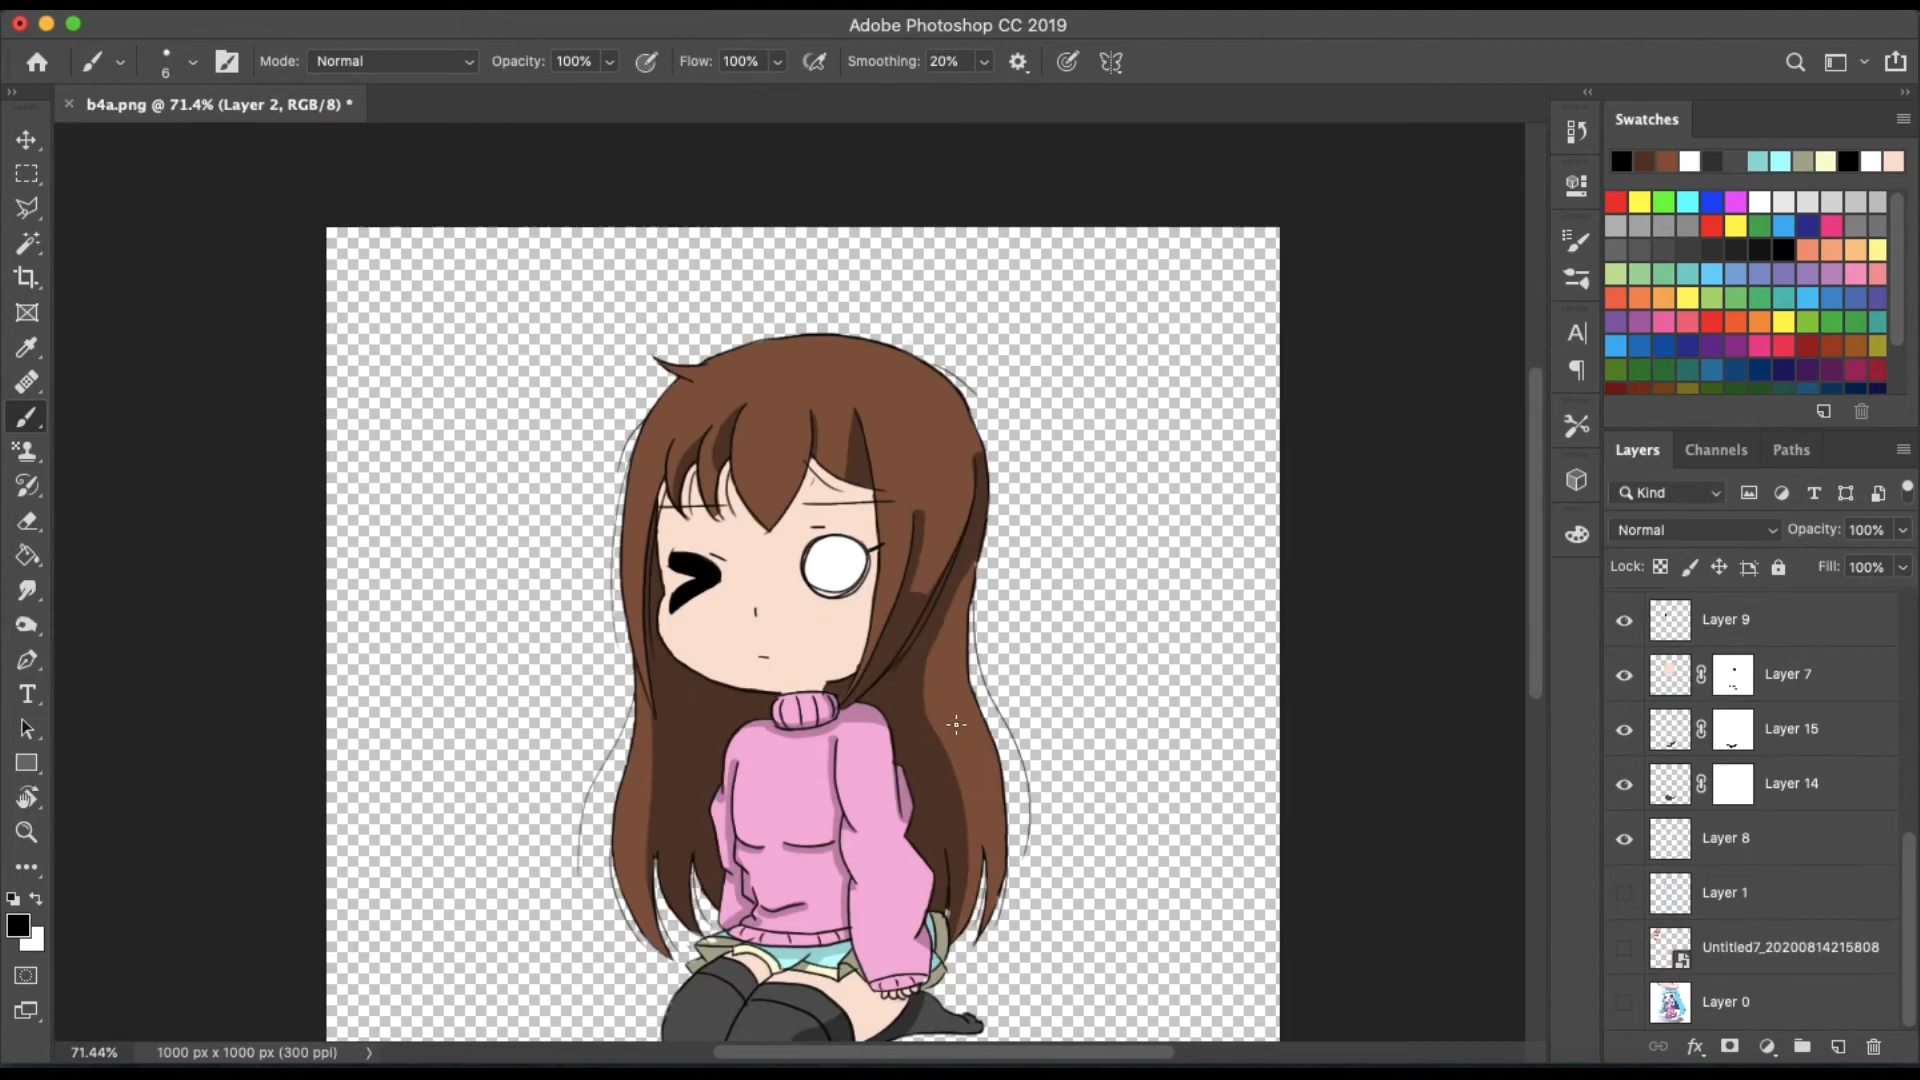 Adobe Photoshop CC 2019
6
Mode: Normal
Opacity: 100%
Flow: 100%
Smoothing: 20%
b4a.png @ 71.4% (Layer 2, RGB/8) *
Swatches
Layers Channels Paths
Kind
Normal
Opacity: 100%
Lock:
Fill: 100%
Layer 9
Layer 7
Layer 15
Layer 14
Layer 8
Layer 1
Untitled7_20200814215808
Layer 0
fx
71.44%
1000 px x 1000 px (300 ppi)